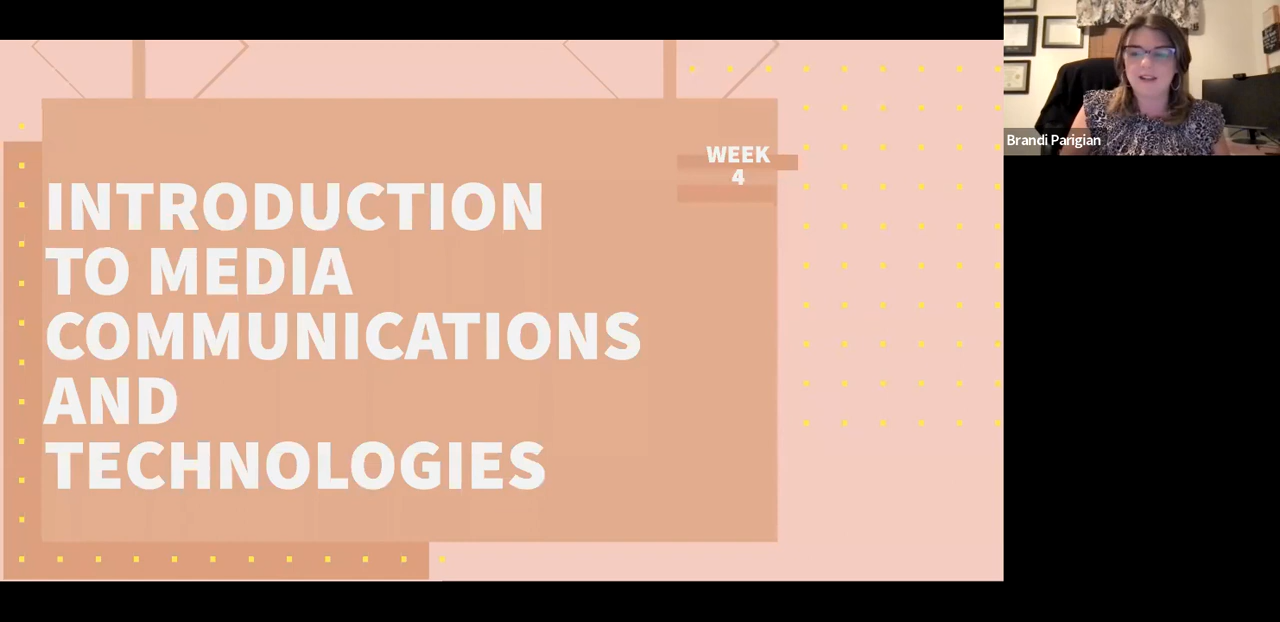 WEEK
4
INTRODUCTION
TO MEDIA
COMMUNICATIONS
AND
TECHNOLOGIES
Brandi Parigian